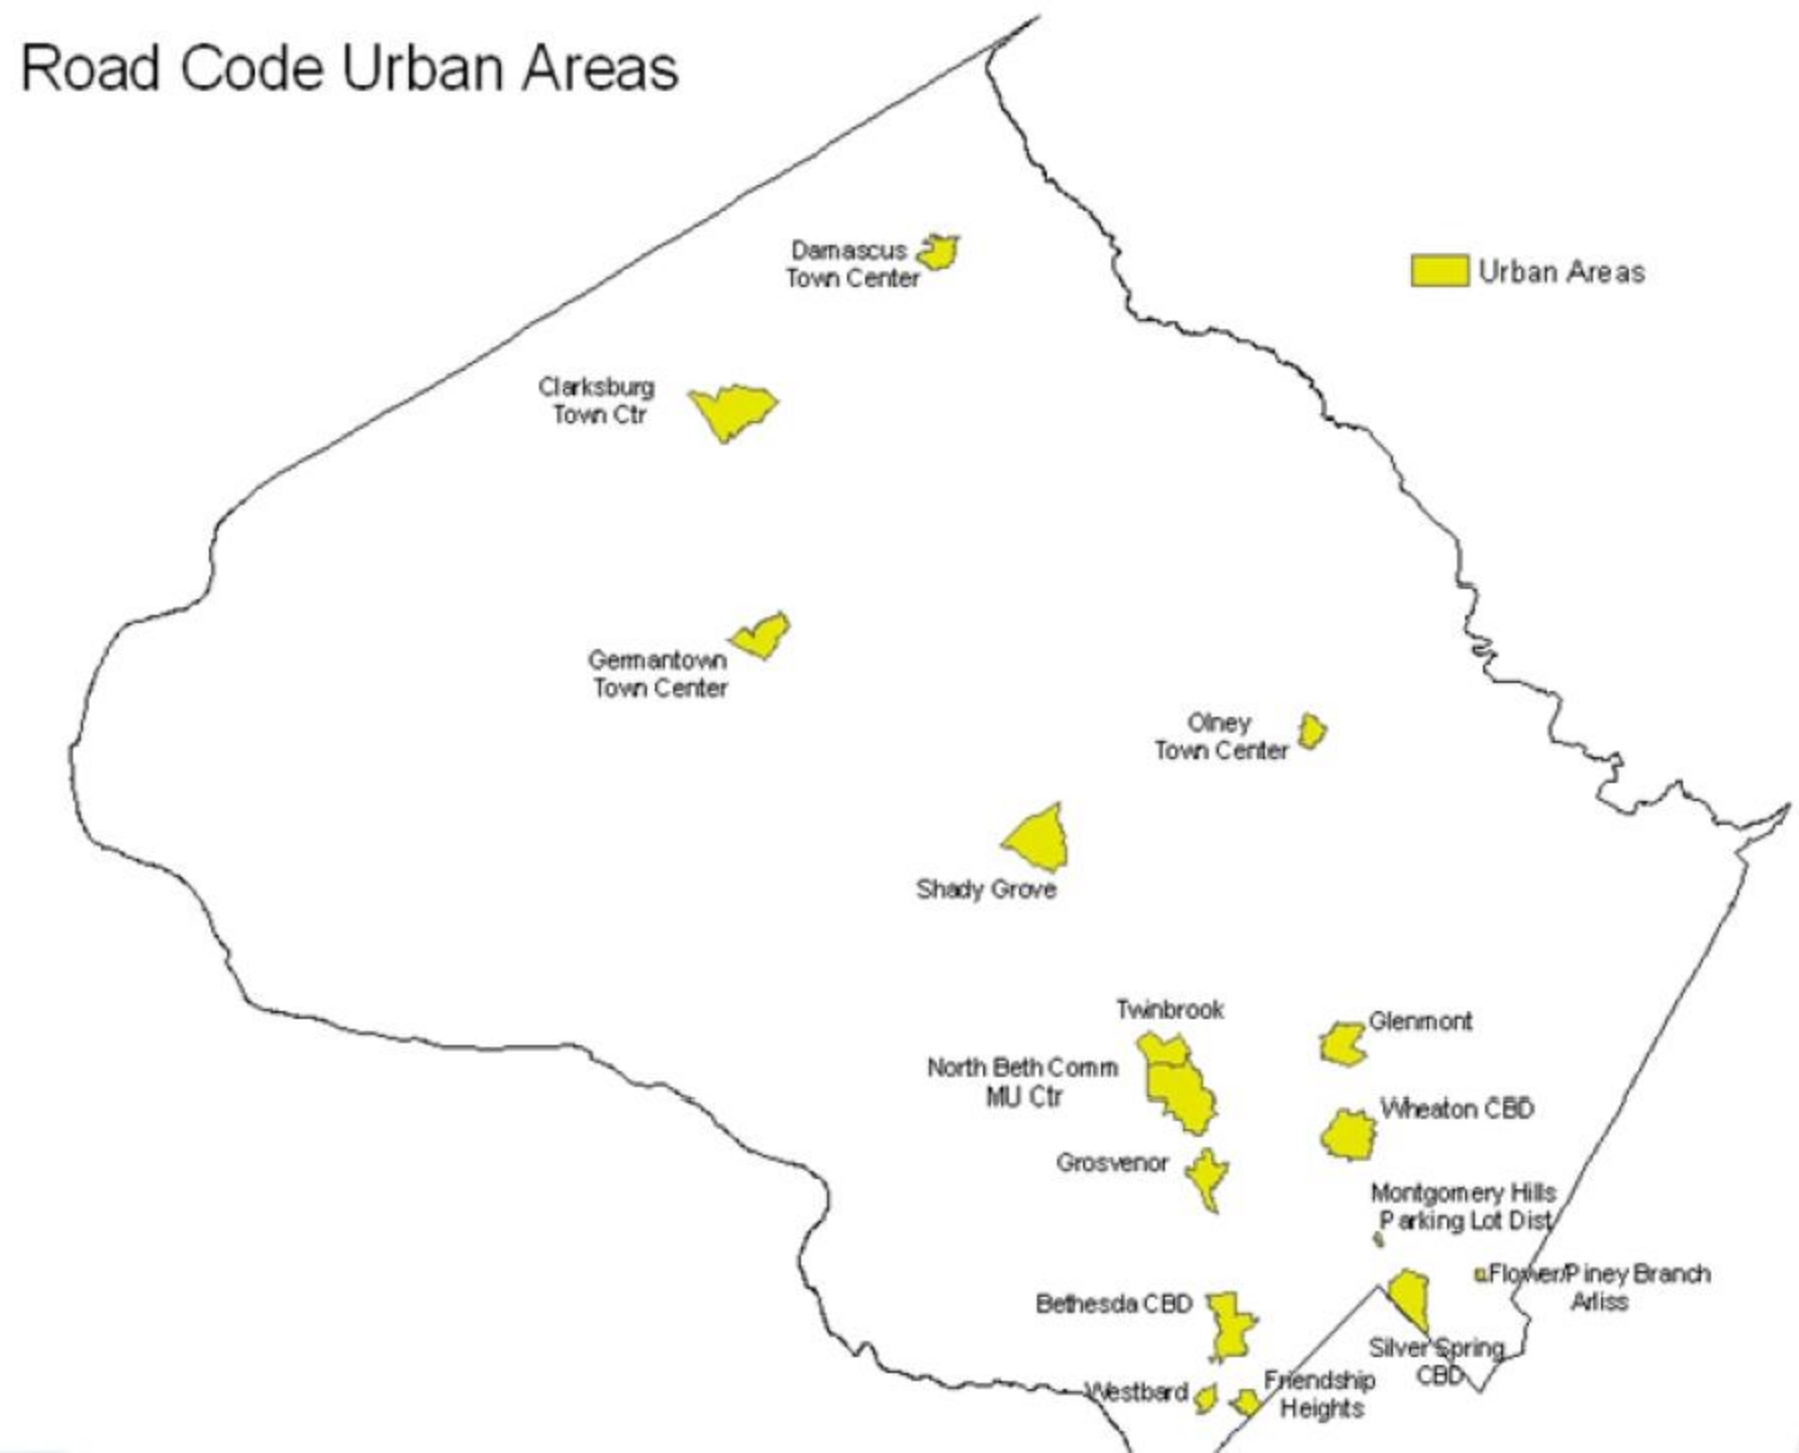 Road Code Urban Areas
Damascus
Town Center
Urban Areas
Clarksburg
Town Ctr
Germantown
Town Center
Olney
Town Center
Shady Grove
Twinbrook
Glenmont
North Beth Comm
MU Ctr
Wheaton CBD
Grosvenor
Montgomery Hills
Parking Lot Dist
Flower/Piney Branch
Arliss
Bethesda CBD
Silver Spring
CBD
Westbard
Friendship
Heights